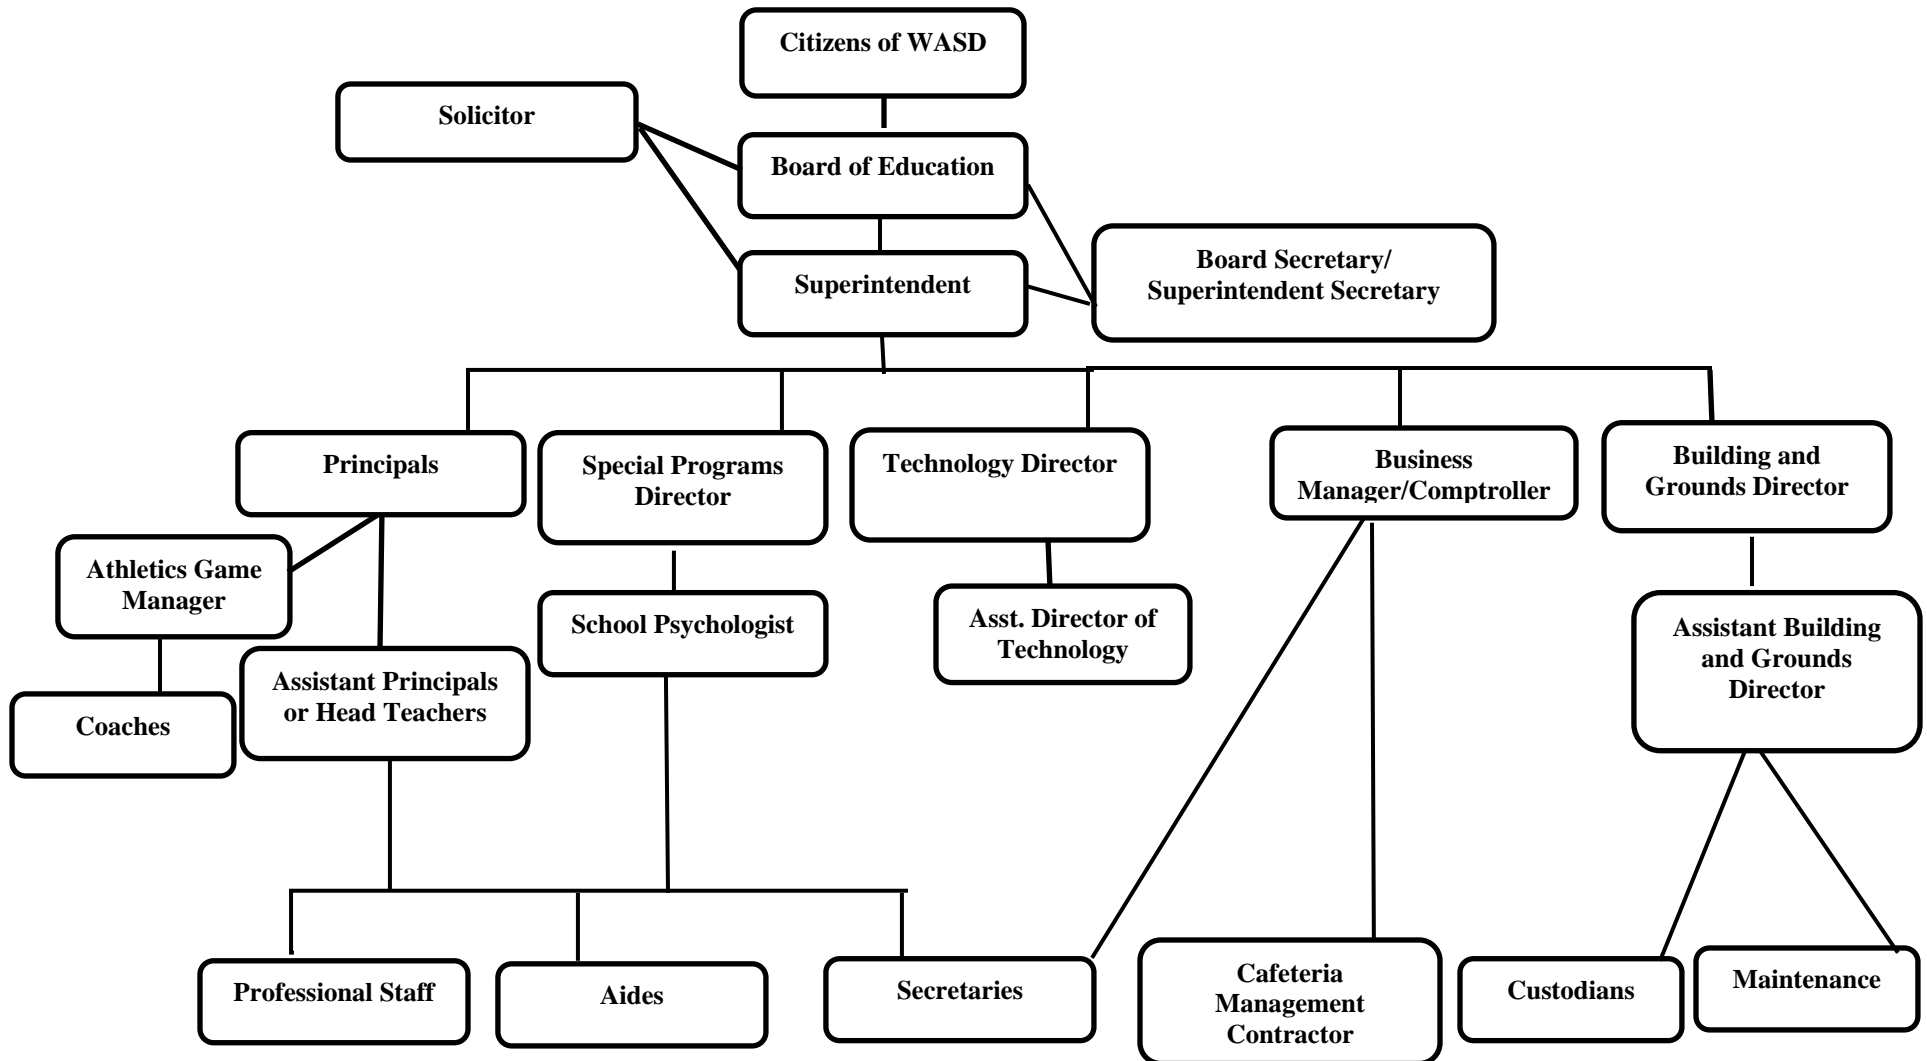 Citizens of WASD
Solicitor
Board of Education
Board Secretary/
Superintendent Secretary
Superintendent
Principals
Special Programs
Director
Technology Director
Business
Manager/Comptroller
Building and
Grounds Director
Athletics Game
Manager
School Psychologist
Asst. Director of
Technology
Assistant Building
and Grounds
Director
Assistant Principals
or Head Teachers
Coaches
Professional Staff
Aides
Secretaries
Cafeteria
Management
Contractor
Custodians
Maintenance